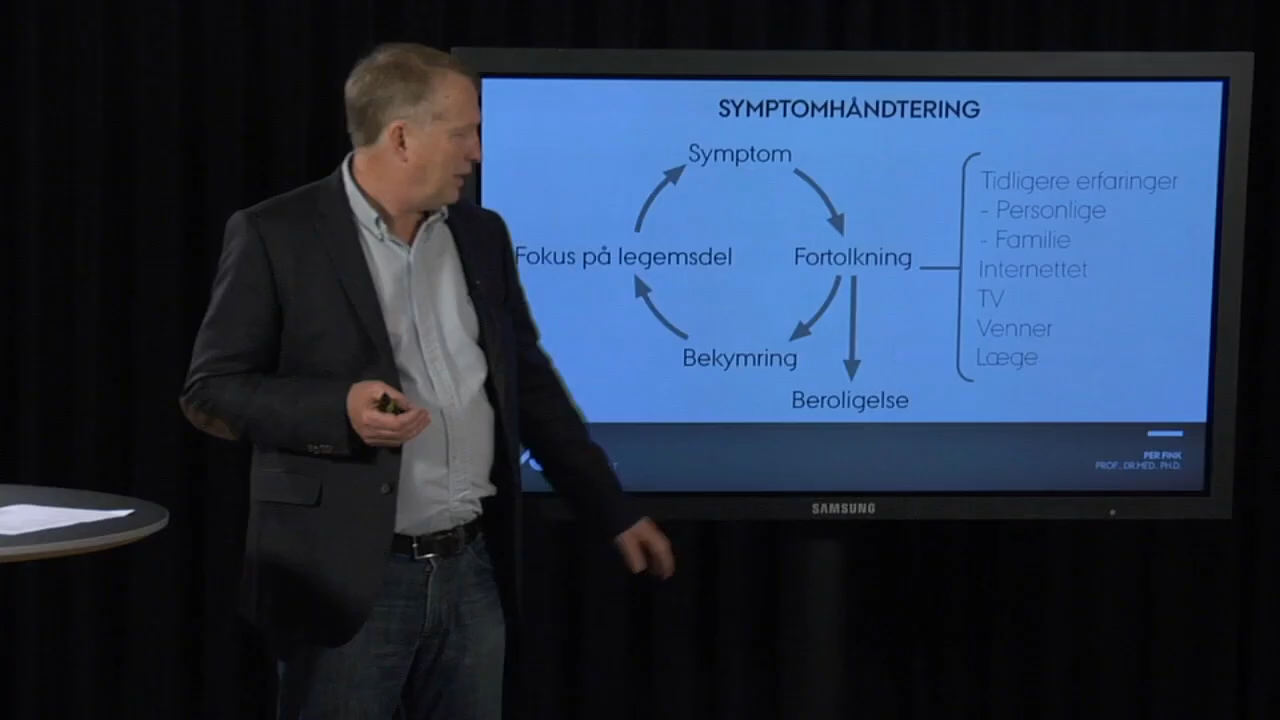 SYMPTOMHÅNDTERING
Symptom
Fokus på legemsdel
Fortolkning
Bekymring
Beroligelse
Tidligere erfaringer
- Personlige
- Familie
Internettet
TV
Venner
Læge
PER FINK
PROF., DR.MED., PH.D.
SAMSUNG